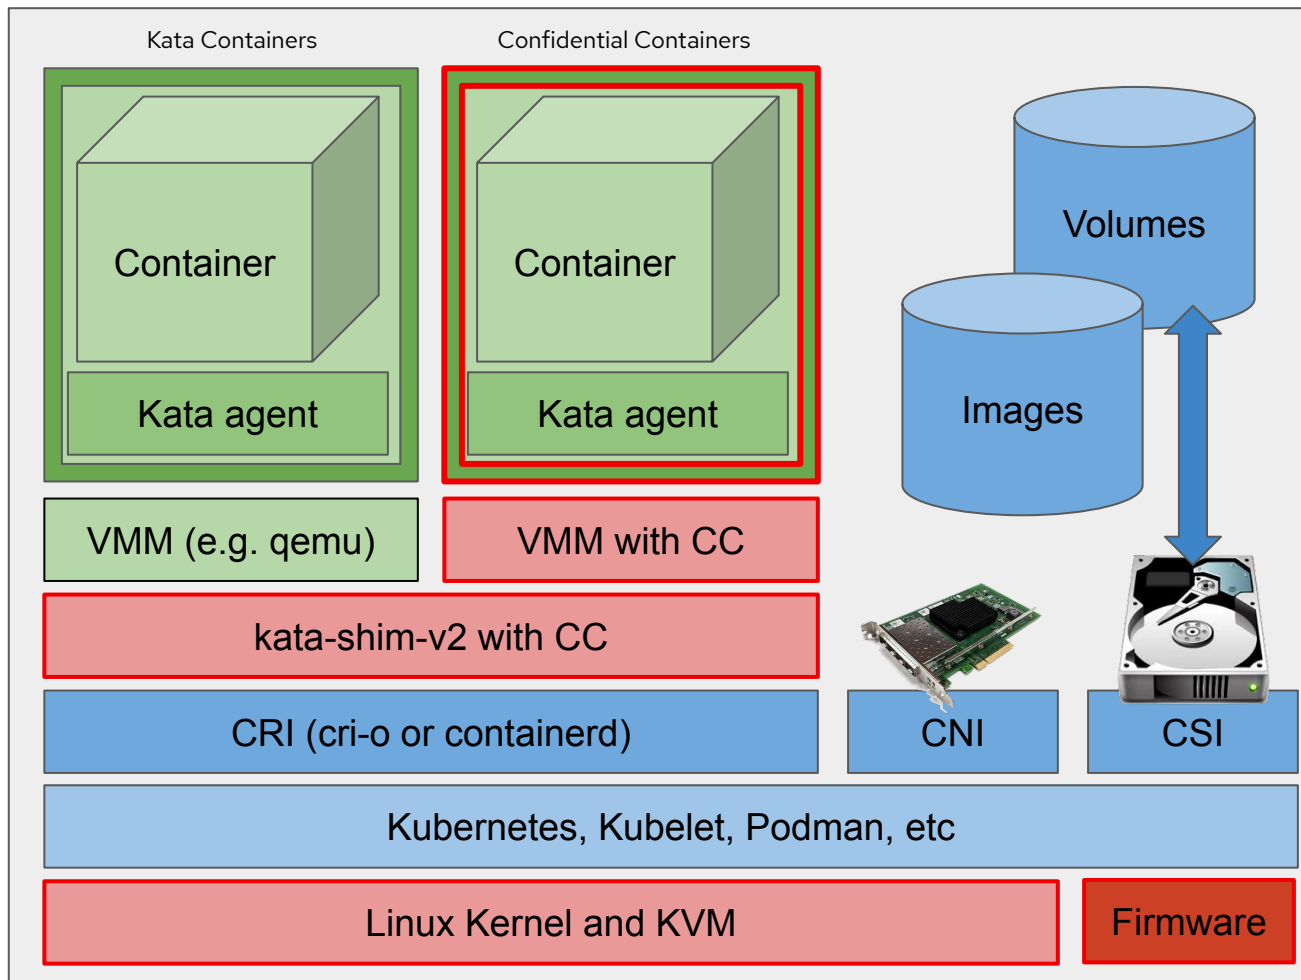 Kata Containers
Confidential Containers
Container
Container
Volumes
Images
Kata agent
Kata agent
VMM (e.g. qemu)
VMM with CC
kata-shim-v2 with CC
CRI (cri-o or containerd)
CNI
CSI
Kubernetes, Kubelet, Podman, etc
Linux Kernel and KVM
Firmware